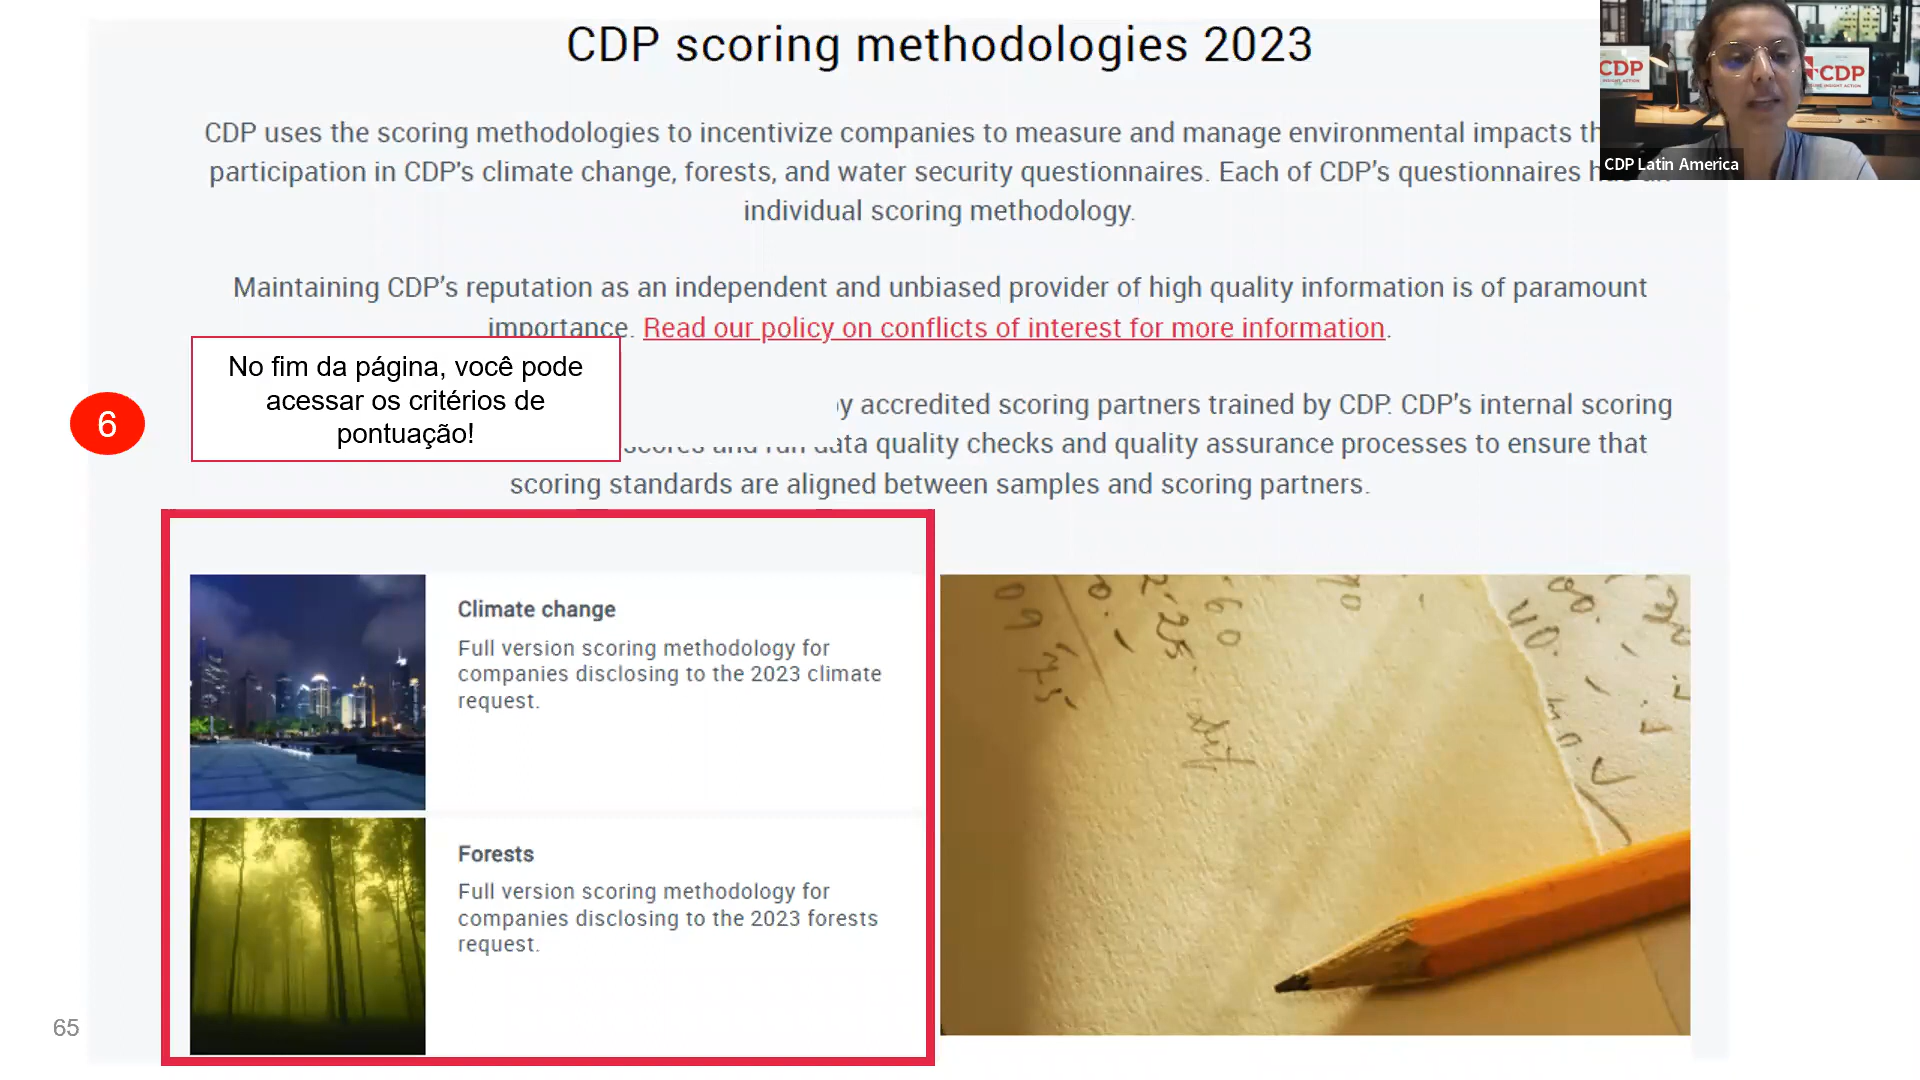 CDP scoring methodologies 2023
CDP uses the scoring methodologies to incentivize companies to measure and manage environmental impacts
participation in CDP's climate change, forests, and water security questionnaires. Each of CDP's questionnaires
individual scoring methodology.
Maintaining CDP's reputation as an independent and unbiased provider of high quality information is of paramount
importance. Read our policy on conflicts of interest for more information.
No fim da página, você pode
acessar os critérios de
pontuação!
6
accredited scoring partners trained by CDP. CDP's internal scoring
scores and run data quality checks and quality assurance processes to ensure that
scoring standards are aligned between samples and scoring partners.
Climate change
Full version scoring methodology for
companies disclosing to the 2023 climate
request.
Forests
Full version scoring methodology for
companies disclosing to the 2023 forests
request.
65
CDP
CDP
CDP Latin America